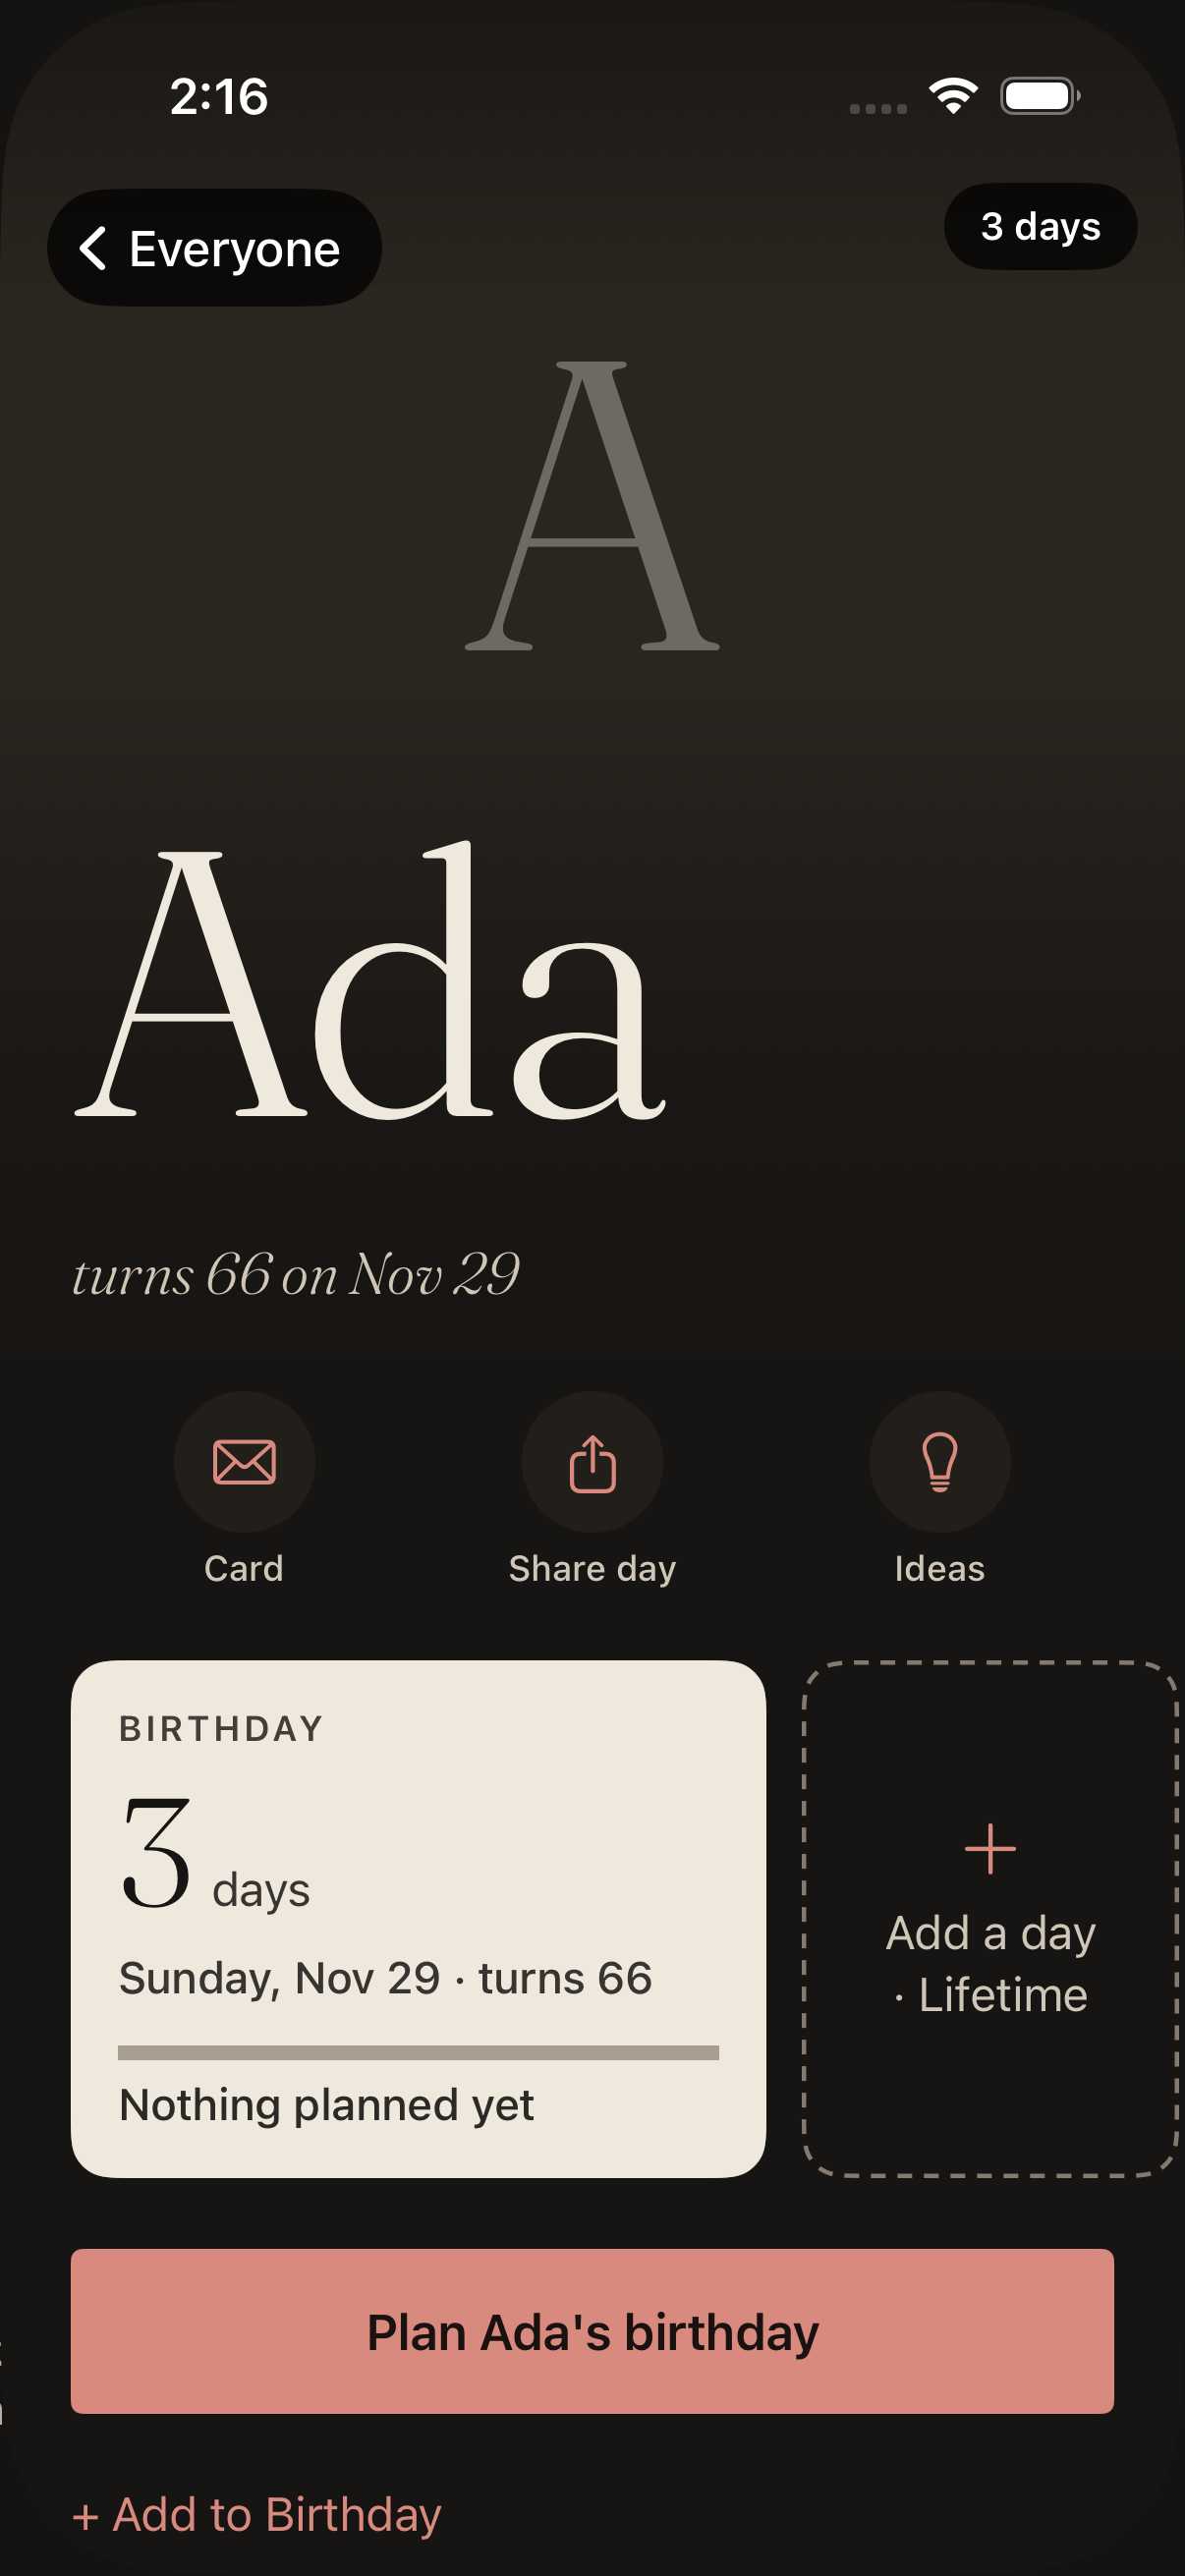 2:16
Everyone
3 days
A
Ada
turns 66 on Nov 29
Card
Share day
Ideas
BIRTHDAY
3 days
Sunday, Nov 29 · turns 66
Nothing planned yet
Add a day
· Lifetime
Plan Ada's birthday
+ Add to Birthday